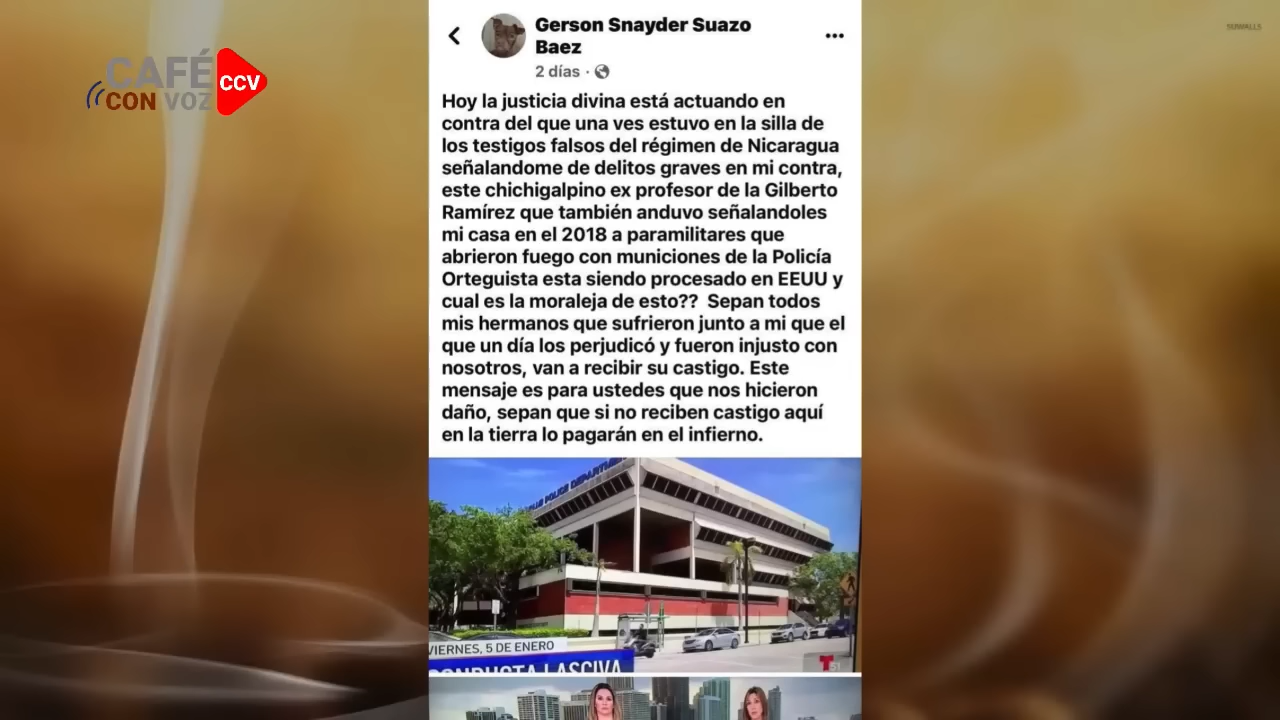 CAFÉ
CON VOZ
CCV
Gerson Snayder Suazo
Baez
2 días ·
Hoy la justicia divina está actuando en
contra del que una ves estuvo en la silla de
los testigos falsos del régimen de Nicaragua
señalandome de delitos graves en mi contra,
este chichigalpino ex profesor de la Gilberto
Ramírez que también anduvo señalandoles
mi casa en el 2018 a paramilitares que
abrieron fuego con municiones de la Policía
Orteguista esta siendo procesado en EEUU y
cual es la moraleja de esto?? Sepan todos
mis hermanos que sufrieron junto a mi que el
que un día los perjudicó y fueron injusto con
nosotros, van a recibir su castigo. Este
mensaje es para ustedes que nos hicieron
daño, sepan que si no reciben castigo aquí
en la tierra lo pagarán en el infierno.
POLICE DEPARTMENT
VIERNES, 5 DE ENERO
CONDUCTA LASCIVA
T
51